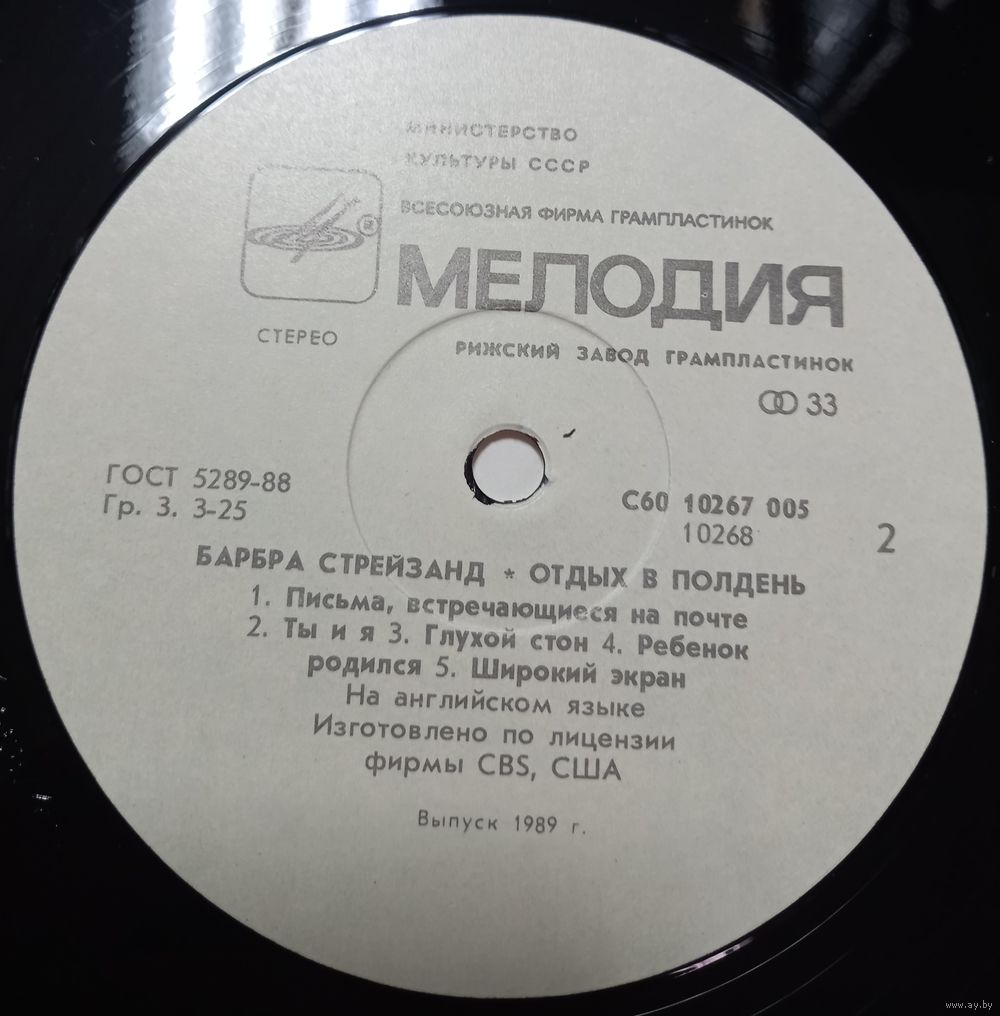 МИНИСТЕРСТВО
КУЛЬТУРЫ СССР
ВСЕСОЮЗНАЯ ФИРМА ГРАМПЛАСТИНОК
МЕЛОДИЯ
СТЕРЕО
РИЖСКИЙ ЗАВОД ГРАМПЛАСТИНОК
33
ГОСТ 5289-88
Гр. 3. 3-25
С60 10267 005
10268
2
БАРБРА СТРЕЙЗАНД * ОТДЫХ В ПОЛДЕНЬ
1. Письма, встречающиеся на почте
2. Ты и я 3. Глухой стон 4. Ребенок
родился 5. Широкий экран
На английском языке
Изготовлено по лицензии
фирмы CBS, США
Выпуск 1989 г.
www.ay.by